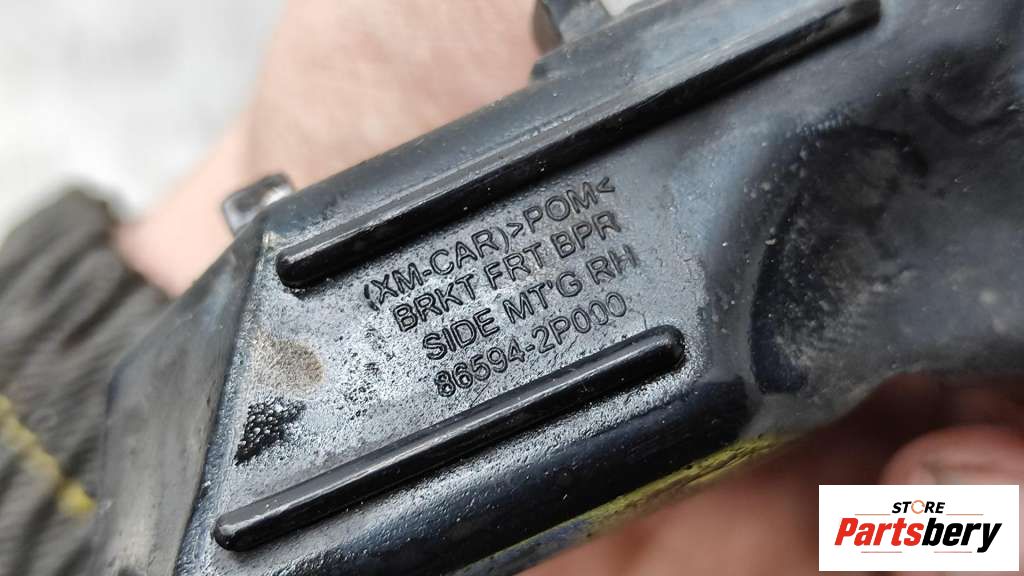 (XM-CAR)>POM<
BRKT FRT BPR
SIDE MT'G RH
86594-2P000
STORE
Partsbery